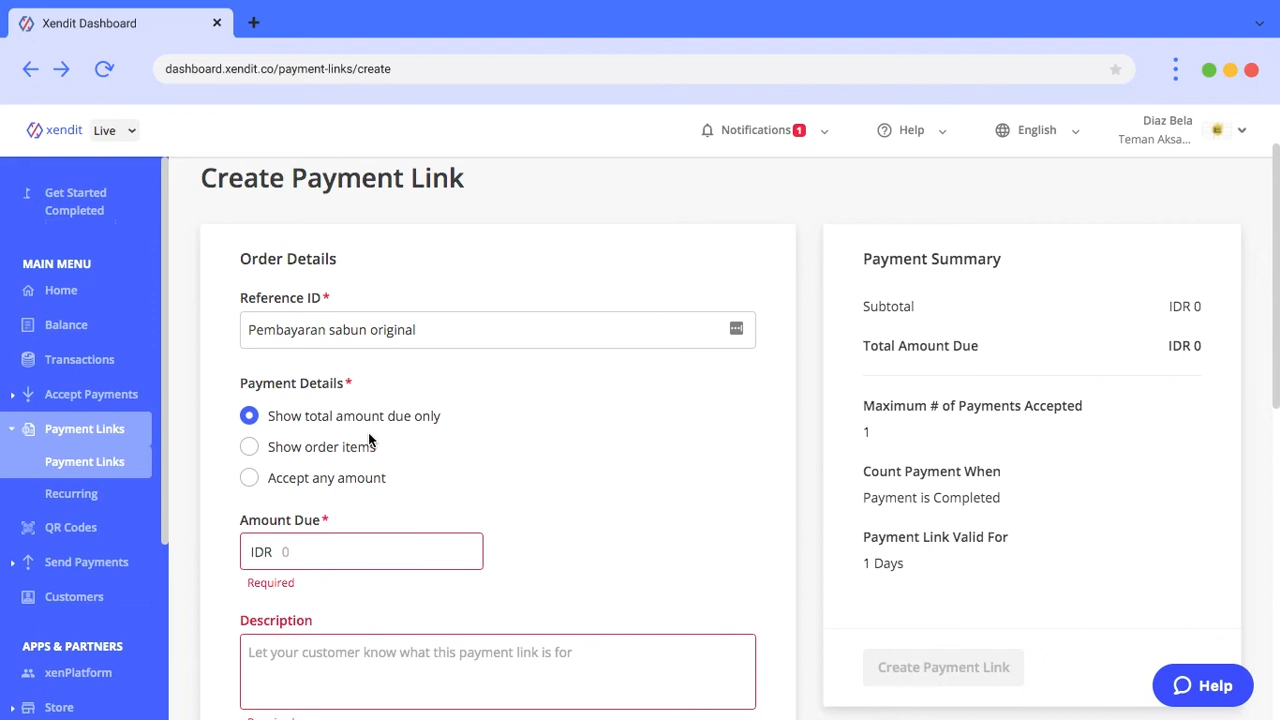 Xendit Dashboard
dashboard.xendit.co/payment-links/create
xendit Live
Notifications 1
Help
English
Diaz Bela
Teman Aksa...
Get Started
Completed
MAIN MENU
Home
Balance
Transactions
Accept Payments
Payment Links
Payment Links
Recurring
QR Codes
Send Payments
Customers
APPS & PARTNERS
xenPlatform
Store
Create Payment Link
Order Details
Reference ID*
Pembayaran sabun original
Payment Details*
Show total amount due only
Show order items
Accept any amount
Amount Due*
IDR 0
Required
Description
Let your customer know what this payment link is for
Payment Summary
Subtotal IDR 0
Total Amount Due IDR 0
Maximum # of Payments Accepted
1
Count Payment When
Payment is Completed
Payment Link Valid For
1 Days
Create Payment Link
Help